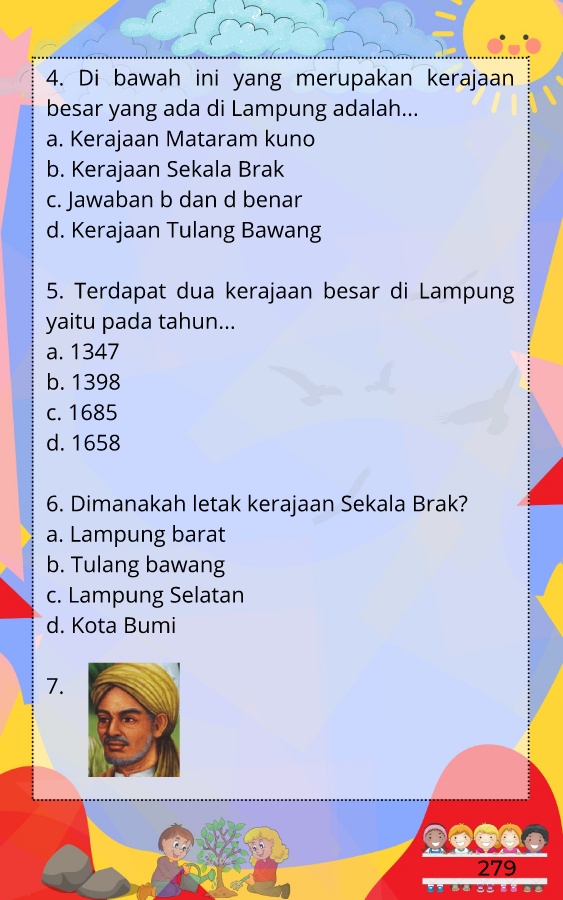 4. Di bawah ini yang merupakan kerajaan
besar yang ada di Lampung adalah...
a. Kerajaan Mataram kuno
b. Kerajaan Sekala Brak
c. Jawaban b dan d benar
d. Kerajaan Tulang Bawang
5. Terdapat dua kerajaan besar di Lampung
yaitu pada tahun...
a. 1347
b. 1398
c. 1685
d. 1658
6. Dimanakah letak kerajaan Sekala Brak?
a. Lampung barat
b. Tulang bawang
c. Lampung Selatan
d. Kota Bumi
7.
279